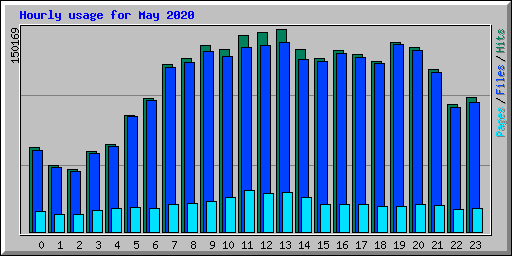 Hourly usage for May 2020
150169
Pages/Files/Hits
0 1 2 3 4 5 6 7 8 9 10 11 12 13 14 15 16 17 18 19 20 21 22 23